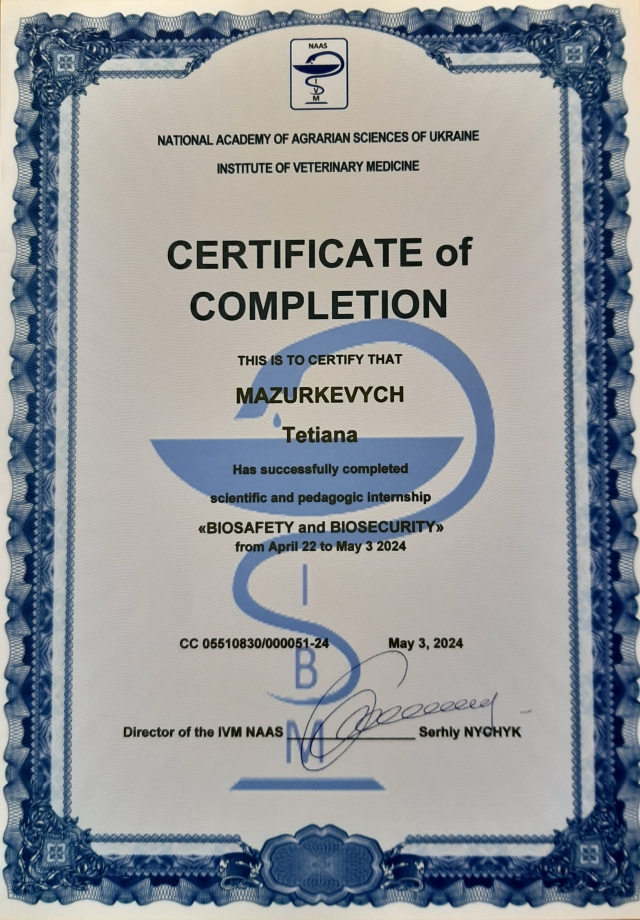 NAAS
I
V
M
NATIONAL ACADEMY OF AGRARIAN SCIENCES OF UKRAINE
INSTITUTE OF VETERINARY MEDICINE
CERTIFICATE of
COMPLETION
THIS IS TO CERTIFY THAT
MAZURKEVYCH
Tetiana
Has successfully completed
scientific and pedagogic internship
«BIOSAFETY and BIOSECURITY»
from April 22 to May 3 2024
I
CC 05510830/000051-24 May 3, 2024
В
Director of the IVM NAAS Serhiy NYCHYK
М